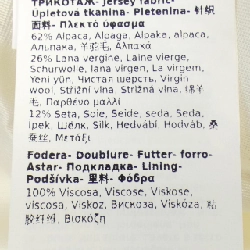 ТРИКОТАЖ- Jersey fabric-
Upletová tkanina- Pletenina- 针织
面料- Πλεκτό ύφασμα
62% Alpaca, Alpaga, Alpake, alpaca,
Альпака, 羊驼毛, Αλπακά
26% Lana vergine, Laine vierge,
Schurwolle, lana virgen, La virgem,
Yeni yün, Чистая шерсть, Virgin
wool, Střižní vlna, Strižná vlna, 绵羊
毛, Παρθένο μαλλί
12% Seta, Soie, Seide, seda, Seda,
ipek, Шёлк, Silk, Hedvábí, Hodváb, 桑
蚕丝, Μετάξι
Fodera- Doublure- Futter- forro-
Astar- Подкладка- Lining-
Podšívka- 里料- Φόδρα
100% Viscosa, Viscose, Viskose,
viscosa, Viskoz, Вискоза, Viskóza, 粘
胶纤维, Βισκόζη